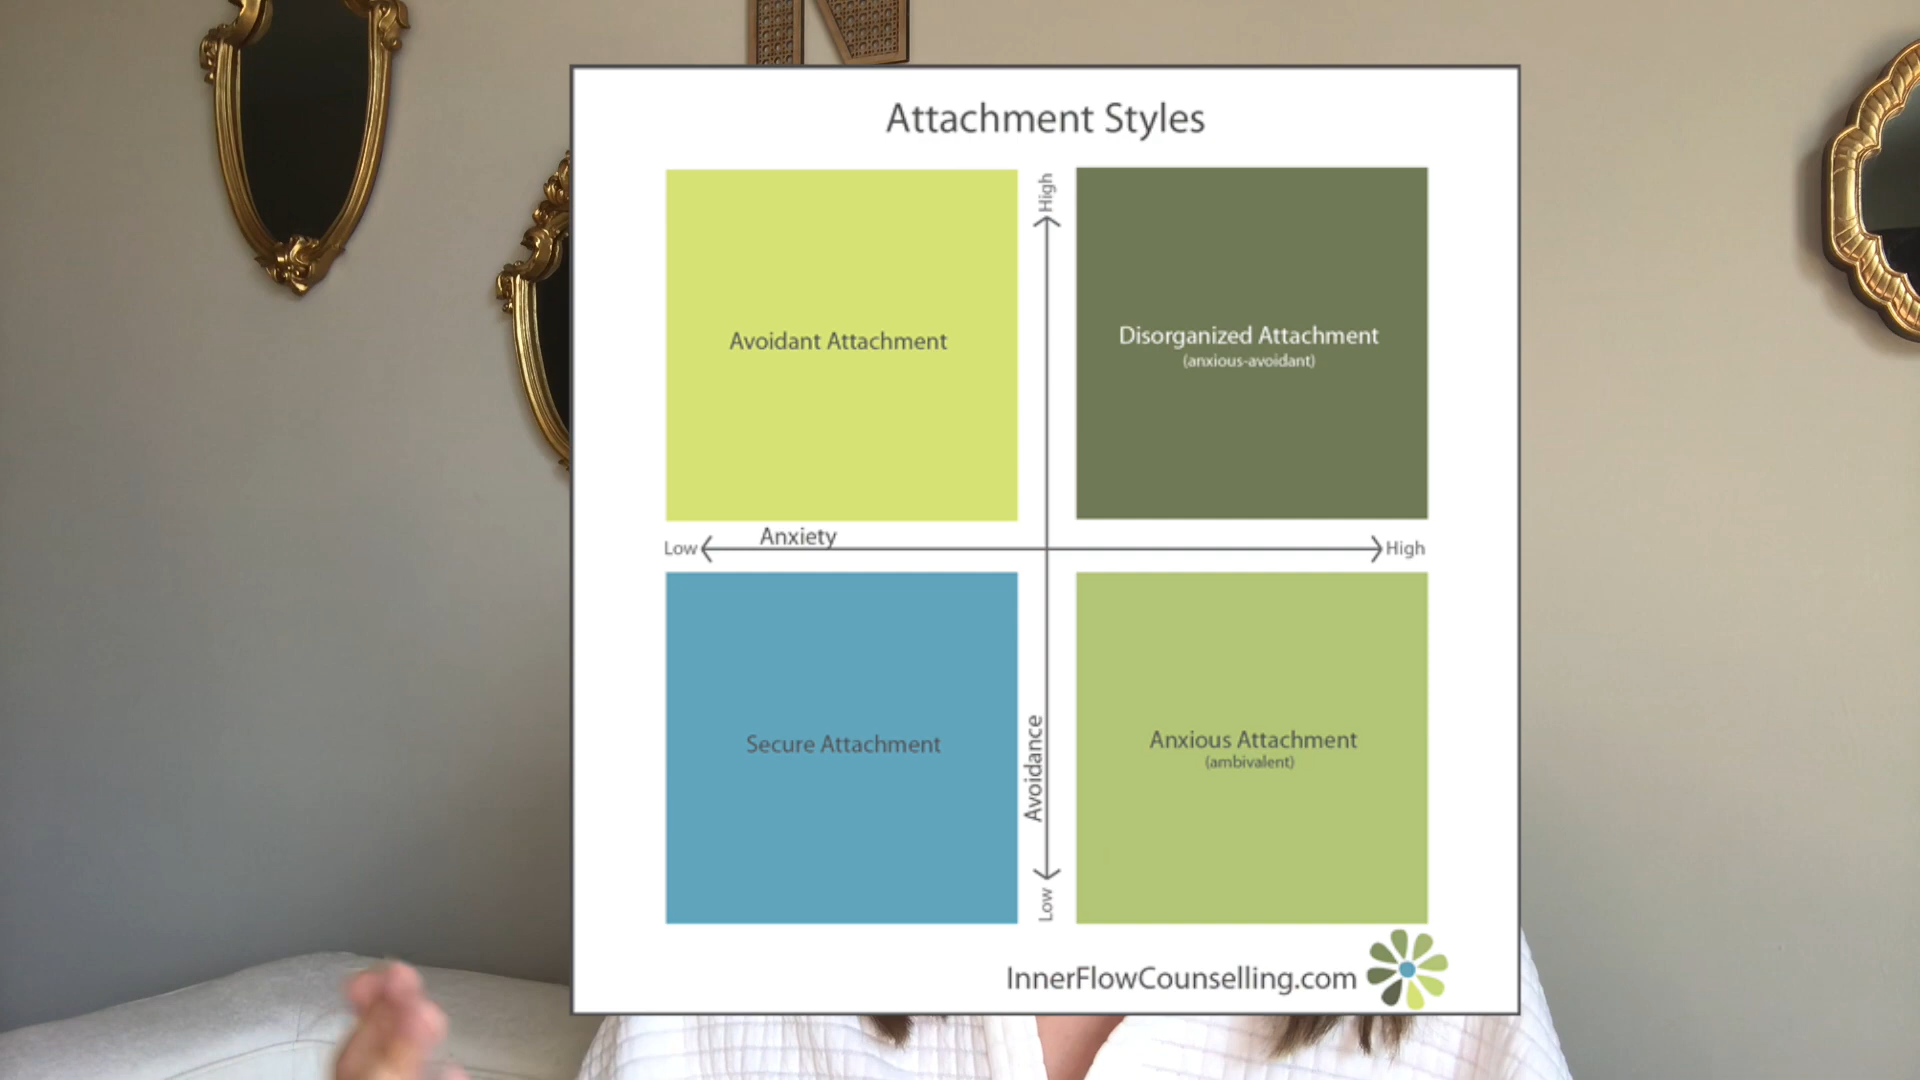 Attachment Styles
High
Avoidant Attachment
Disorganized Attachment
(anxious-avoidant)
Anxiety
Low
High
Secure Attachment
Avoidance
Anxious Attachment
(ambivalent)
Low
InnerFlowCounselling.com